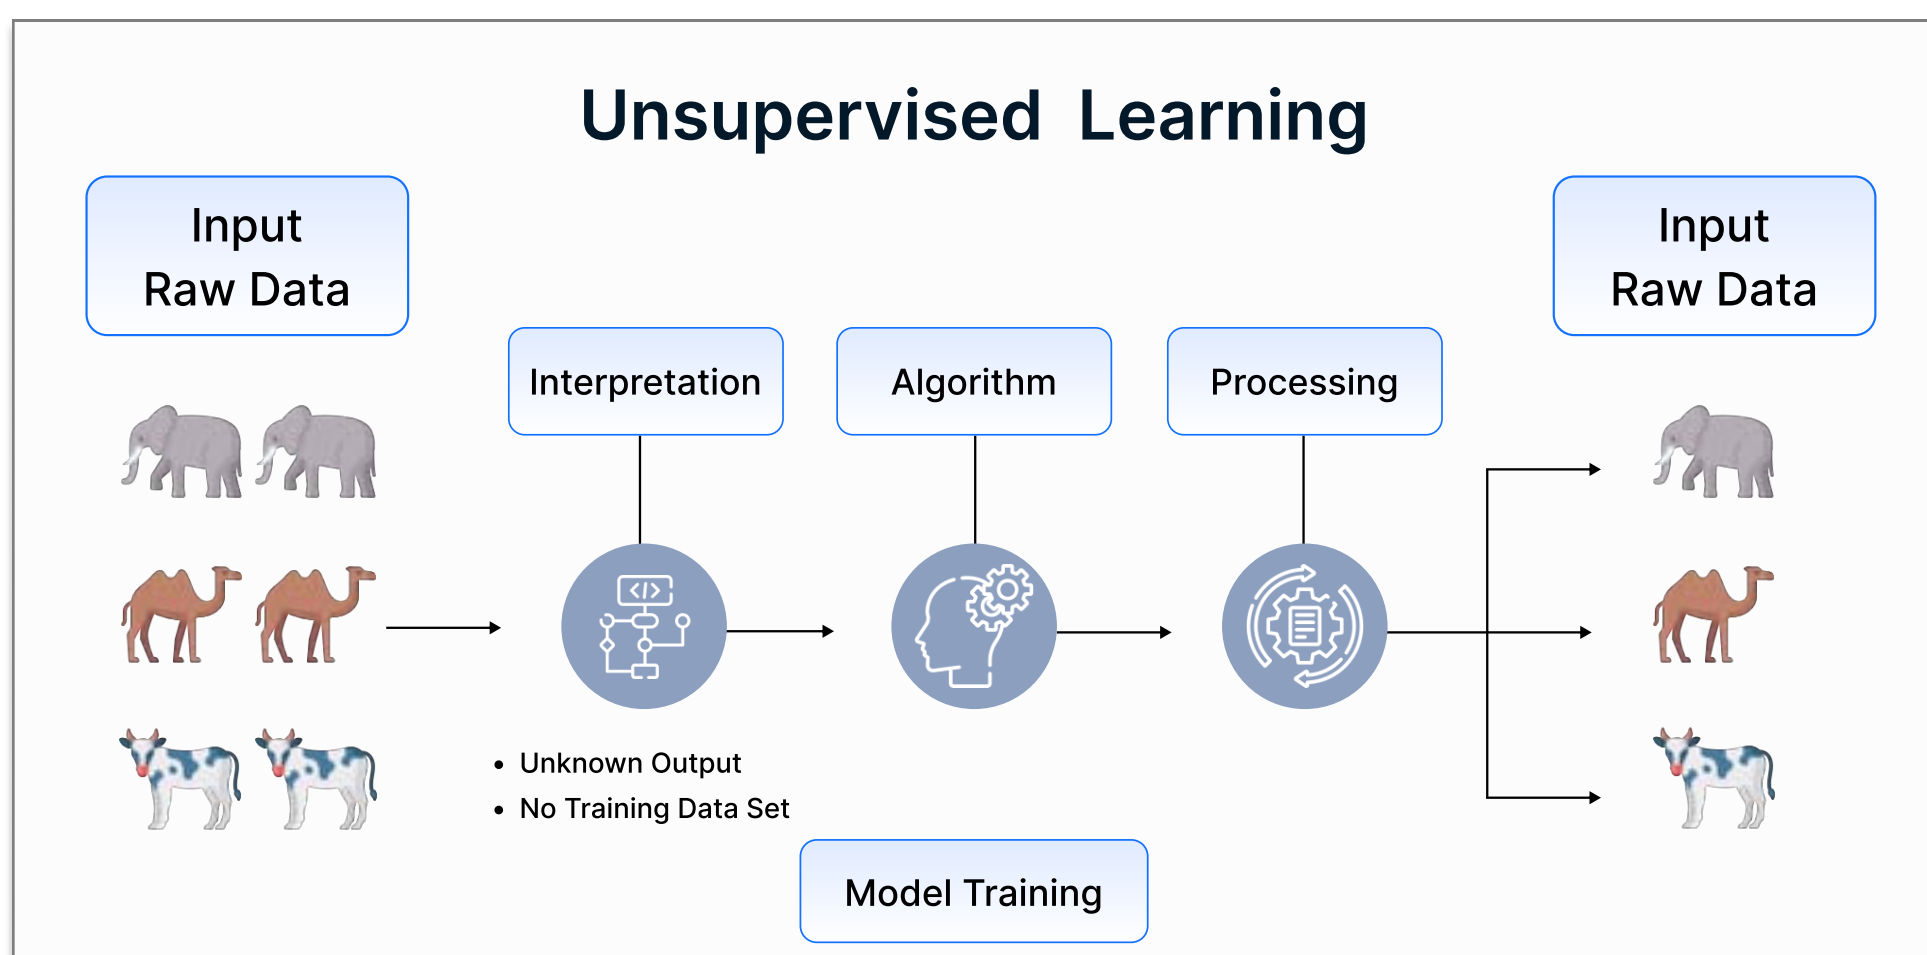 Unsupervised Learning
Input
Raw Data
Input
Raw Data
Interpretation
Algorithm
Processing
</>
• Unknown Output
• No Training Data Set
Model Training